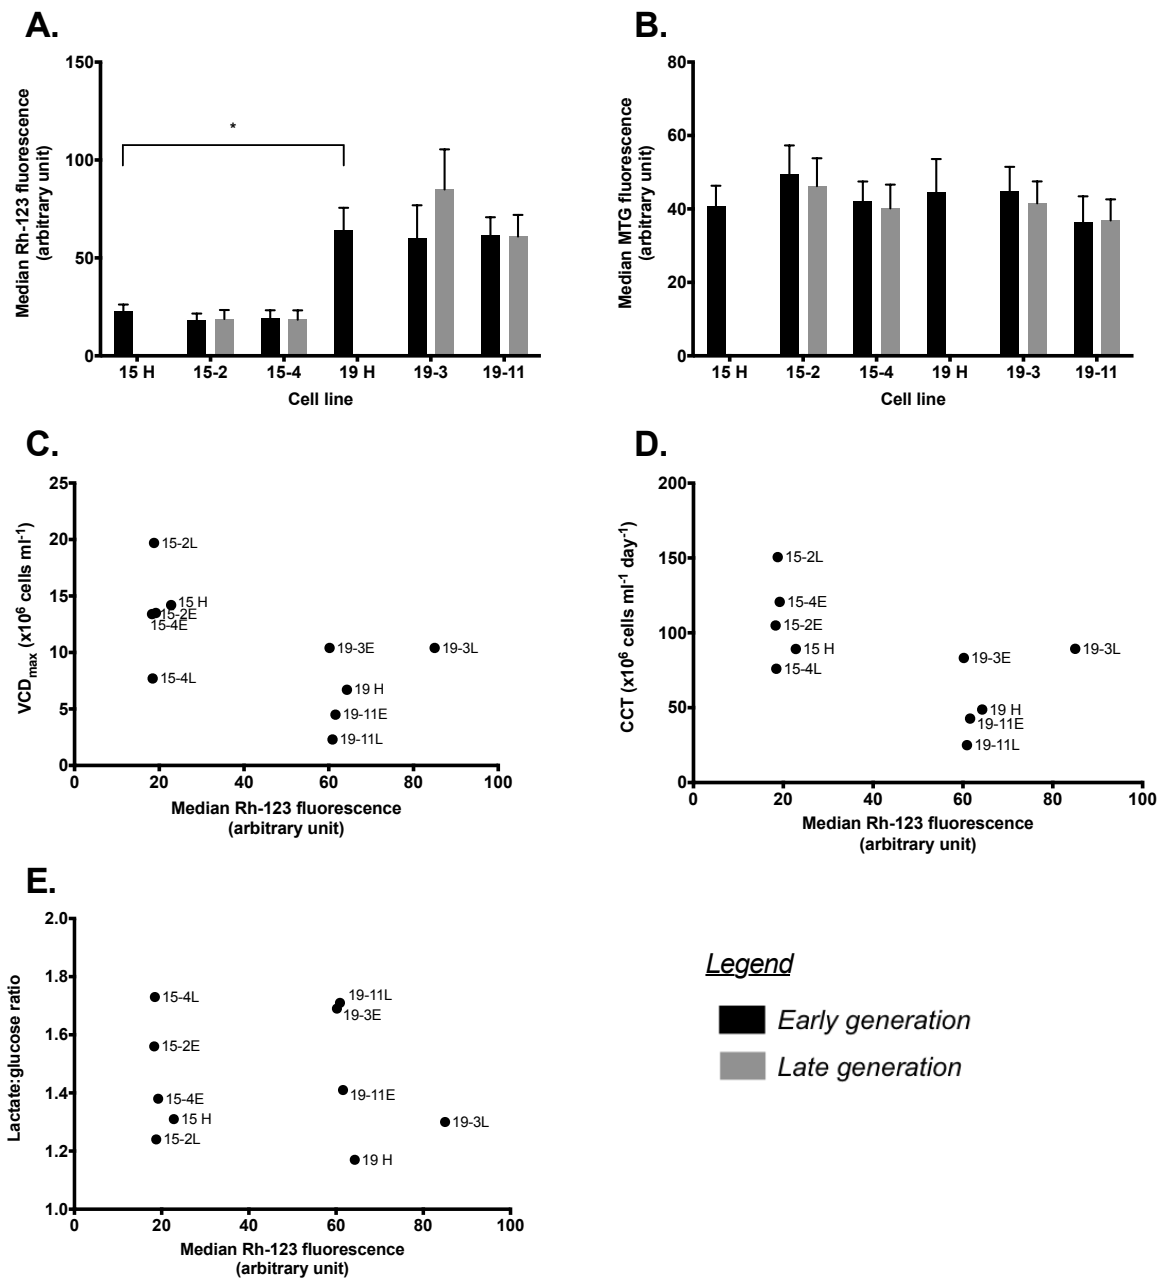 A.
150
100
50
0
Median Rh-123 fluorescence
(arbitrary unit)
*
15 H 15-2 15-4 19 H 19-3 19-11
Cell line
B.
80
60
40
20
0
Median MTG fluorescence
(arbitrary unit)
15 H 15-2 15-4 19 H 19-3 19-11
Cell line
C.
25
20
15
10
5
0
VCDmax (x10⁶ cells ml⁻¹)
15-2L
15 H
15-2E
15-4E
19-3E
19-3L
15-4L
19 H
19-11E
19-11L
0 20 40 60 80 100
Median Rh-123 fluorescence
(arbitrary unit)
D.
200
150
100
50
0
CCT (x10⁶ cells ml⁻¹ day⁻¹)
15-2L
15-4E
15-2E
15 H
15-4L
19-3E
19-3L
19 H
19-11E
19-11L
0 20 40 60 80 100
Median Rh-123 fluorescence
(arbitrary unit)
E.
2.0
1.8
1.6
1.4
1.2
1.0
Lactate:glucose ratio
15-4L
19-11L
19-3E
15-2E
15-4E
19-11E
15 H
19-3L
15-2L
19 H
0 20 40 60 80 100
Median Rh-123 fluorescence
(arbitrary unit)
Legend
Early generation
Late generation